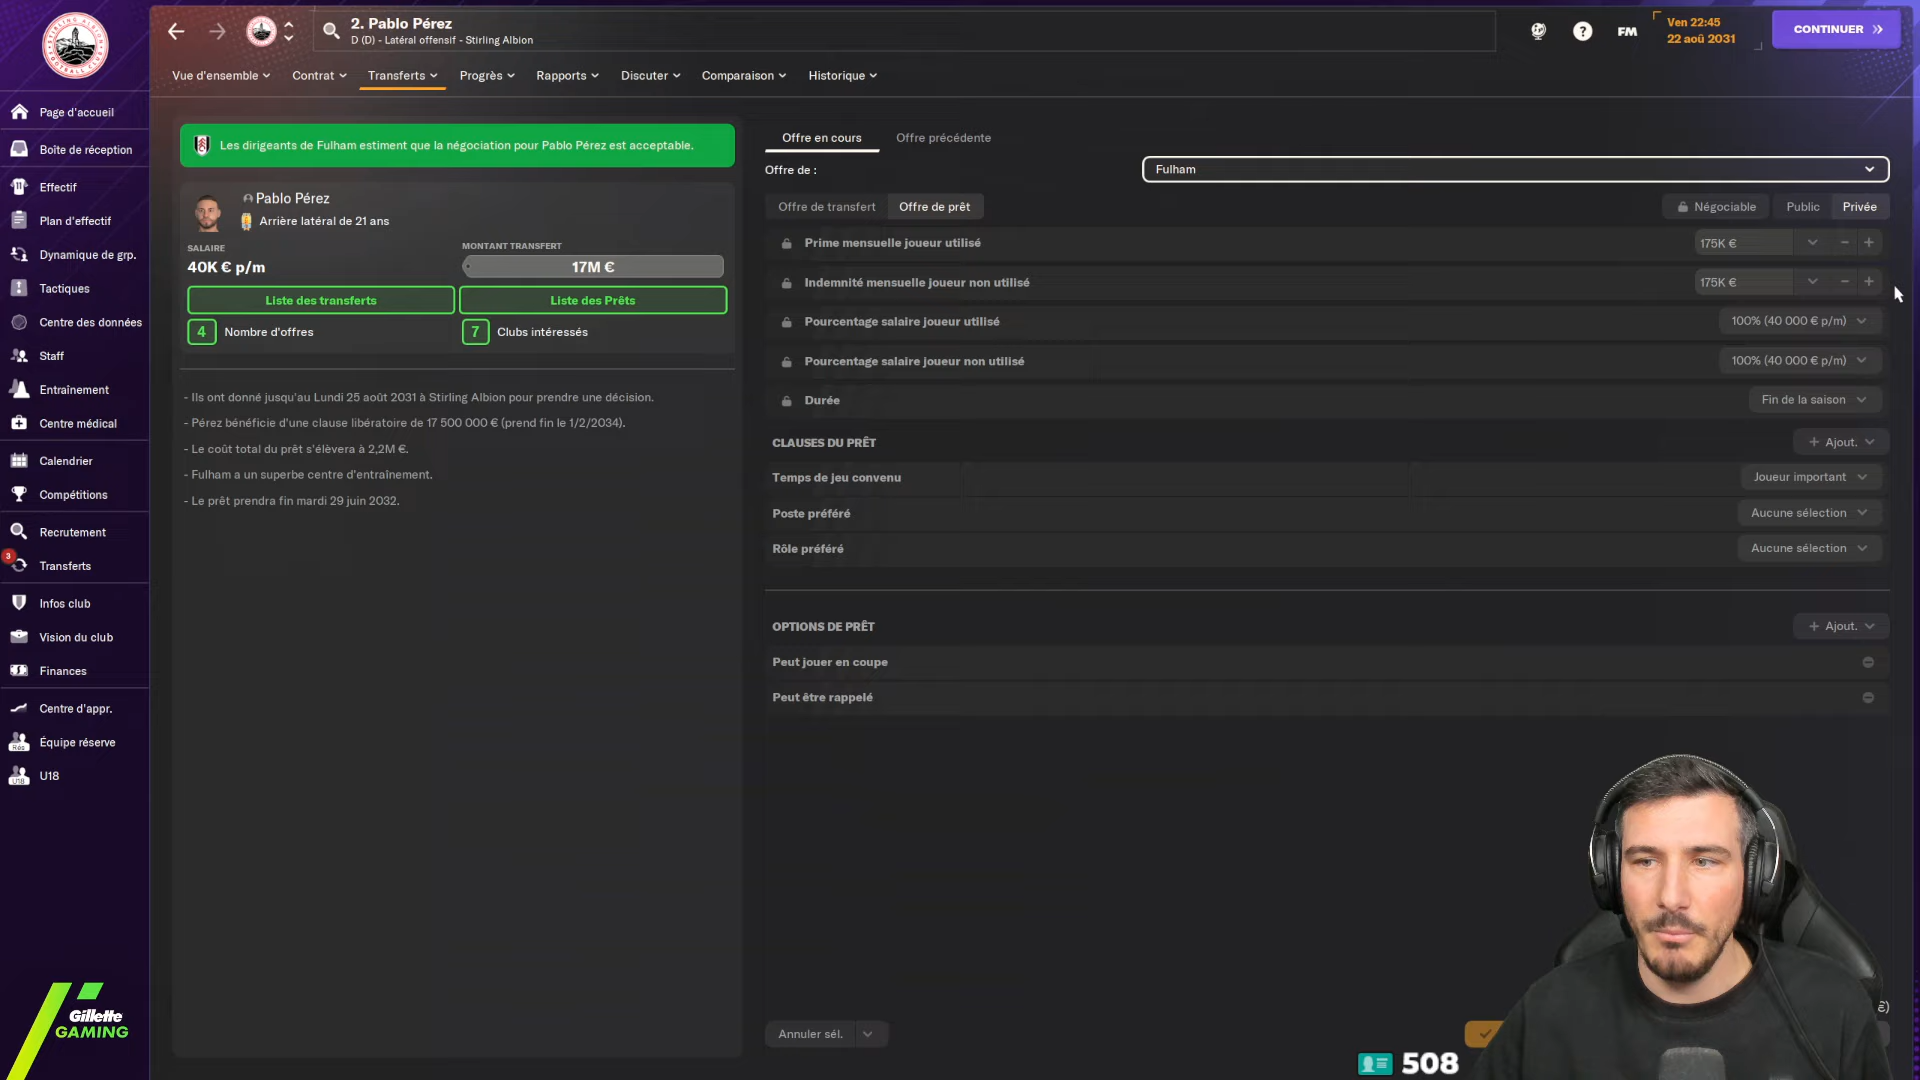 2. Pablo Pérez
D (D) - Latéral offensif - Stirling Albion
FM
Ven 22:45
22 aoû 2031
CONTINUER
Vue d'ensemble
Contrat
Transferts
Progrès
Rapports
Discuter
Comparaison
Historique
Page d'accueil
Boîte de réception
Effectif
Plan d'effectif
Dynamique de grp.
Tactiques
Centre des données
Staff
Entraînement
Centre médical
Calendrier
Compétitions
Recrutement
3
Transferts
Infos club
Vision du club
Finances
Centre d'appr.
Équipe réserve
U18
Gillette
GAMING
Les dirigeants de Fulham estiment que la négociation pour Pablo Pérez est acceptable.
Pablo Pérez
Arrière latéral de 21 ans
SALAIRE
40K € p/m
MONTANT TRANSFERT
17M €
Liste des transferts
Liste des Prêts
4 Nombre d'offres
7 Clubs intéressés
- Ils ont donné jusqu'au Lundi 25 août 2031 à Stirling Albion pour prendre une décision.
- Pérez bénéficie d'une clause libératoire de 17 500 000 € (prend fin le 1/2/2034).
- Le coût total du prêt s'élèvera à 2,2M €.
- Fulham a un superbe centre d'entraînement.
- Le prêt prendra fin mardi 29 juin 2032.
Offre en cours
Offre précédente
Offre de :
Fulham
Offre de transfert
Offre de prêt
Négociable
Public
Privée
Prime mensuelle joueur utilisé
175K €
Indemnité mensuelle joueur non utilisé
175K €
Pourcentage salaire joueur utilisé
100% (40 000 € p/m)
Pourcentage salaire joueur non utilisé
100% (40 000 € p/m)
Durée
Fin de la saison
CLAUSES DU PRÊT
+ Ajout.
Temps de jeu convenu
Joueur important
Poste préféré
Aucune sélection
Rôle préféré
Aucune sélection
OPTIONS DE PRÊT
+ Ajout.
Peut jouer en coupe
Peut être rappelé
€)
Annuler sél.
508